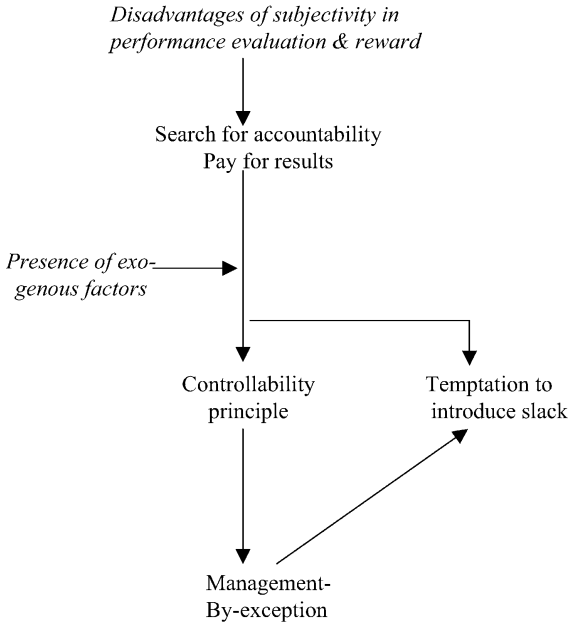 Disadvantages of subjectivity in
performance evaluation & reward
Search for accountability
Pay for results
Presence of exo-
genous factors
Controllability
principle
Temptation to
introduce slack
Management-
By-exception